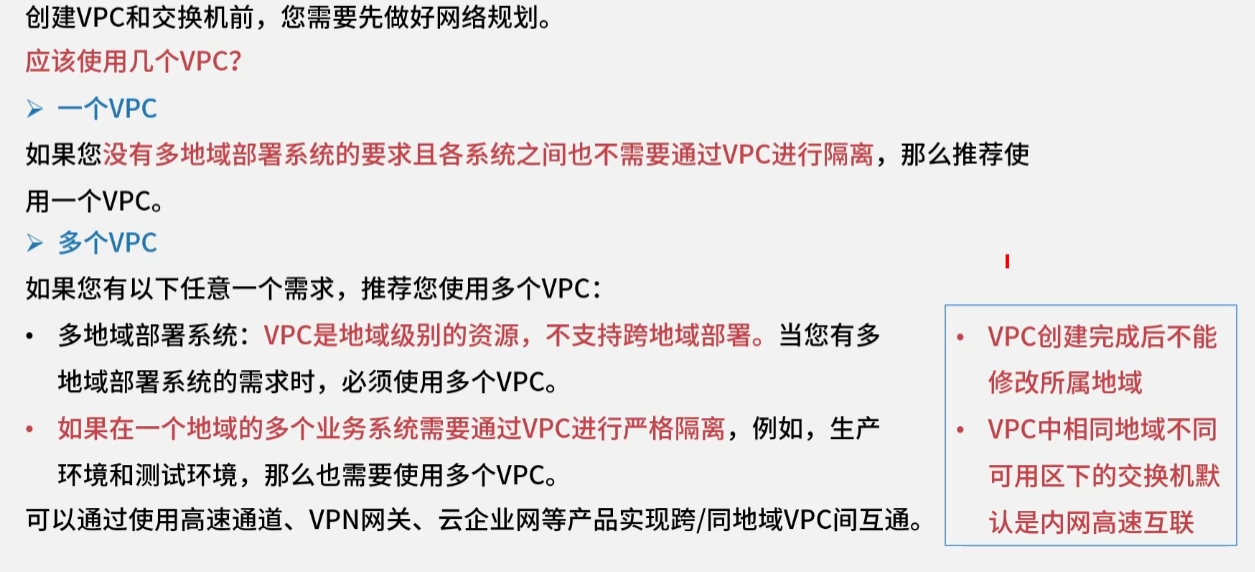 创建VPC和交换机前，您需要先做好网络规划。
应该使用几个VPC？
➢ 一个VPC
如果您没有多地域部署系统的要求且各系统之间也不需要通过VPC进行隔离，那么推荐使
用一个VPC。
➢ 多个VPC
如果您有以下任意一个需求，推荐您使用多个VPC：
• 多地域部署系统：VPC是地域级别的资源，不支持跨地域部署。当您有多
地域部署系统的需求时，必须使用多个VPC。
• 如果在一个地域的多个业务系统需要通过VPC进行严格隔离，例如，生产
环境和测试环境，那么也需要使用多个VPC。
可以通过使用高速通道、VPN网关、云企业网等产品实现跨/同地域VPC间互通。
• VPC创建完成后不能
修改所属地域
• VPC中相同地域不同
可用区下的交换机默
认是内网高速互联